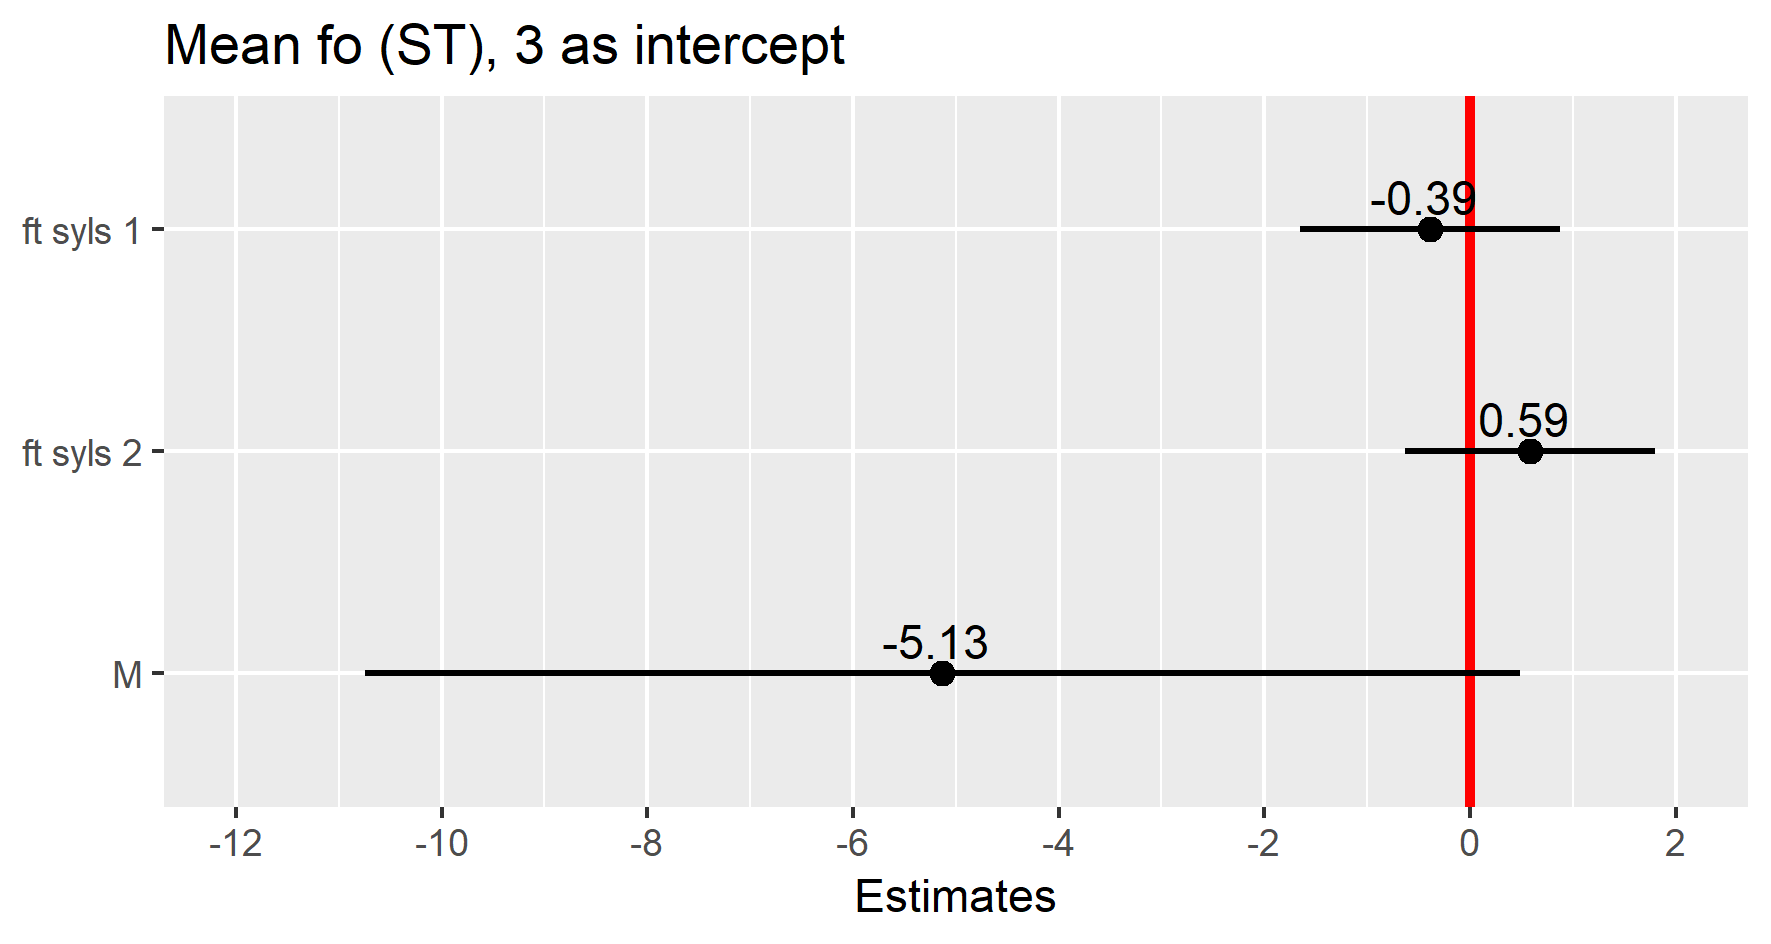 Mean fo (ST), 3 as intercept
ft syls 1
-0.39
ft syls 2
0.59
M
-5.13
-12 -10 -8 -6 -4 -2 0 2
Estimates